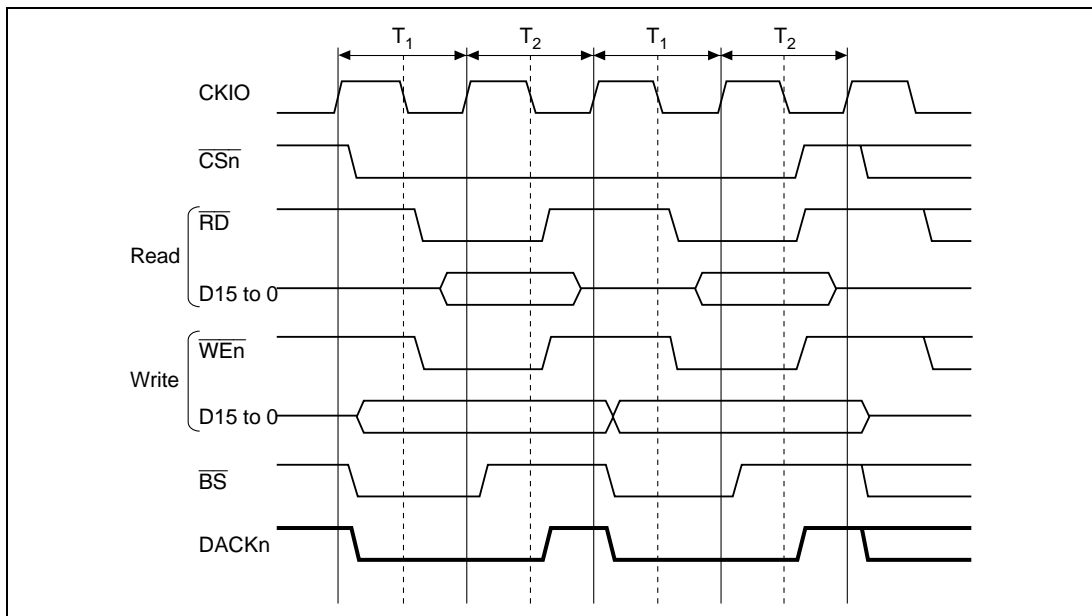 T1 T2 T1 T2
CKIO
CSn
RD
Read
D15 to 0
WEn
Write
D15 to 0
BS
DACKn